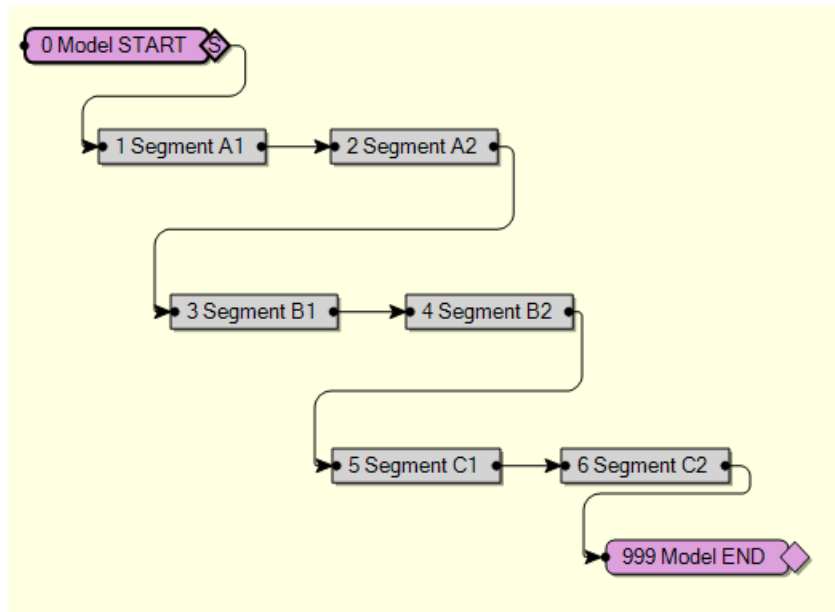 0 Model START S
1 Segment A1
2 Segment A2
3 Segment B1
4 Segment B2
5 Segment C1
6 Segment C2
999 Model END